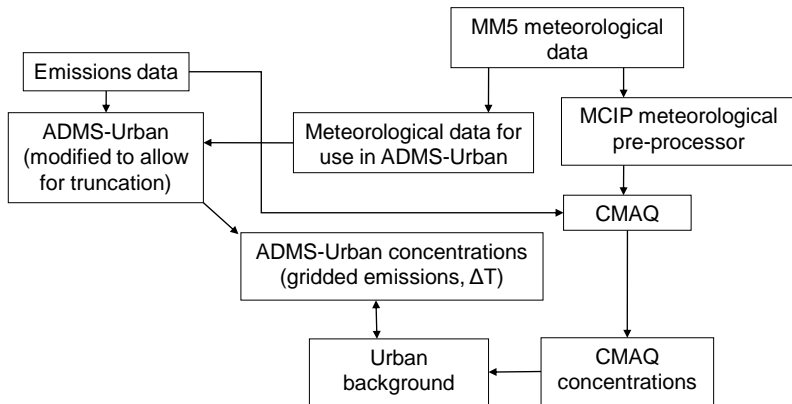 MM5 meteorological
data
Emissions data
ADMS-Urban
(modified to allow
for truncation)
Meteorological data for
use in ADMS-Urban
MCIP meteorological
pre-processor
CMAQ
ADMS-Urban concentrations
(gridded emissions, ΔT)
Urban
background
CMAQ
concentrations